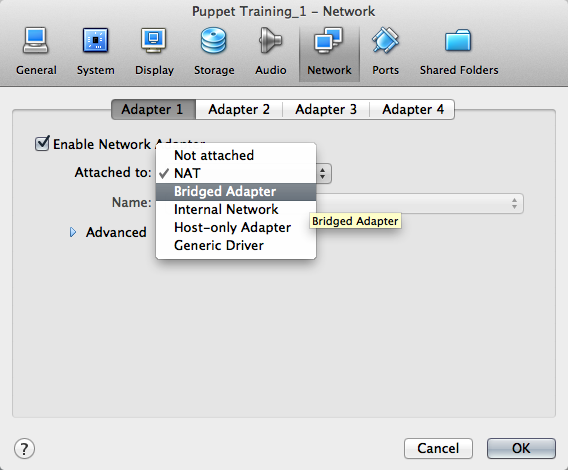 Puppet Training_1 – Network
General System Display Storage Audio Network Ports Shared Folders
Adapter 1 Adapter 2 Adapter 3 Adapter 4
Enable Network
Not attached
Attached to: NAT
Bridged Adapter
Name:
Internal Network
Bridged Adapter
Host-only Adapter
Advanced
Generic Driver
? Cancel OK